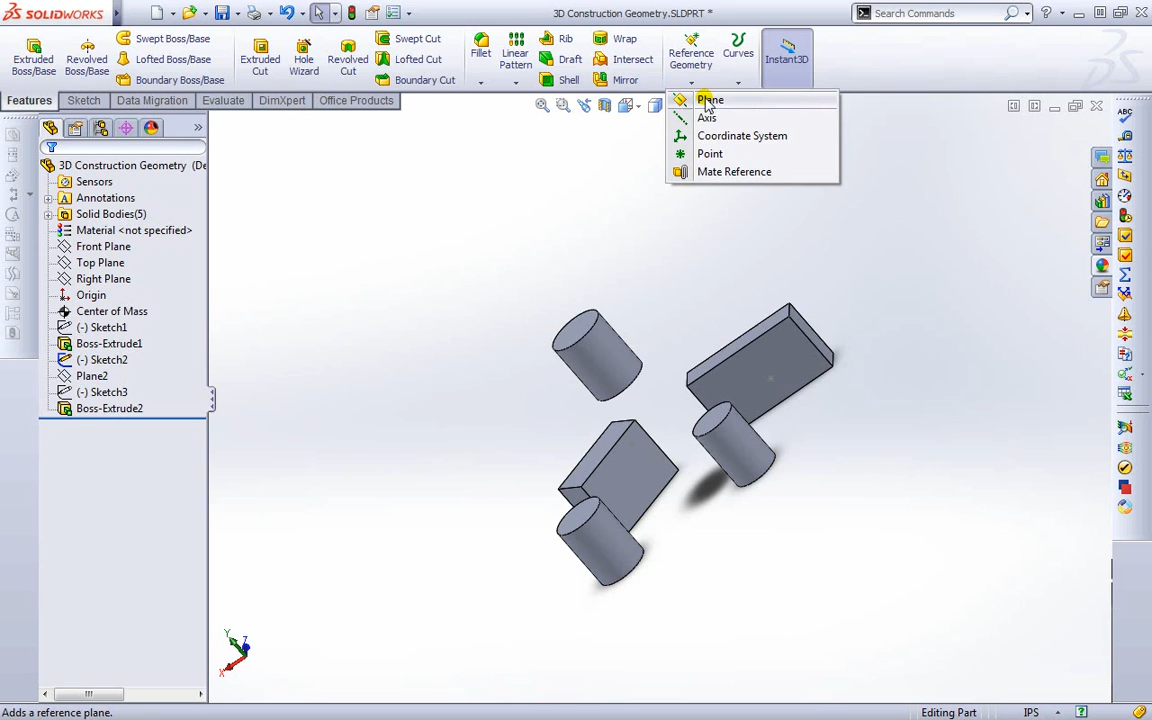 SOLIDWORKS
3D Construction Geometry.SLDPRT *
Search Commands
Extruded Boss/Base
Revolved Boss/Base
Swept Boss/Base
Lofted Boss/Base
Boundary Boss/Base
Extruded Cut
Hole Wizard
Revolved Cut
Swept Cut
Lofted Cut
Boundary Cut
Fillet
Linear Pattern
Rib
Draft
Shell
Wrap
Intersect
Mirror
Reference Geometry
Curves
Instant3D
Features
Sketch
Data Migration
Evaluate
DimXpert
Office Products
Plane
Axis
Coordinate System
Point
Mate Reference
3D Construction Geometry (De
Sensors
Annotations
Solid Bodies(5)
Material <not specified>
Front Plane
Top Plane
Right Plane
Origin
Center of Mass
(-) Sketch1
Boss-Extrude1
(-) Sketch2
Plane2
(-) Sketch3
Boss-Extrude2
ABC
Y
Z
X
Adds a reference plane.
Editing Part
IPS